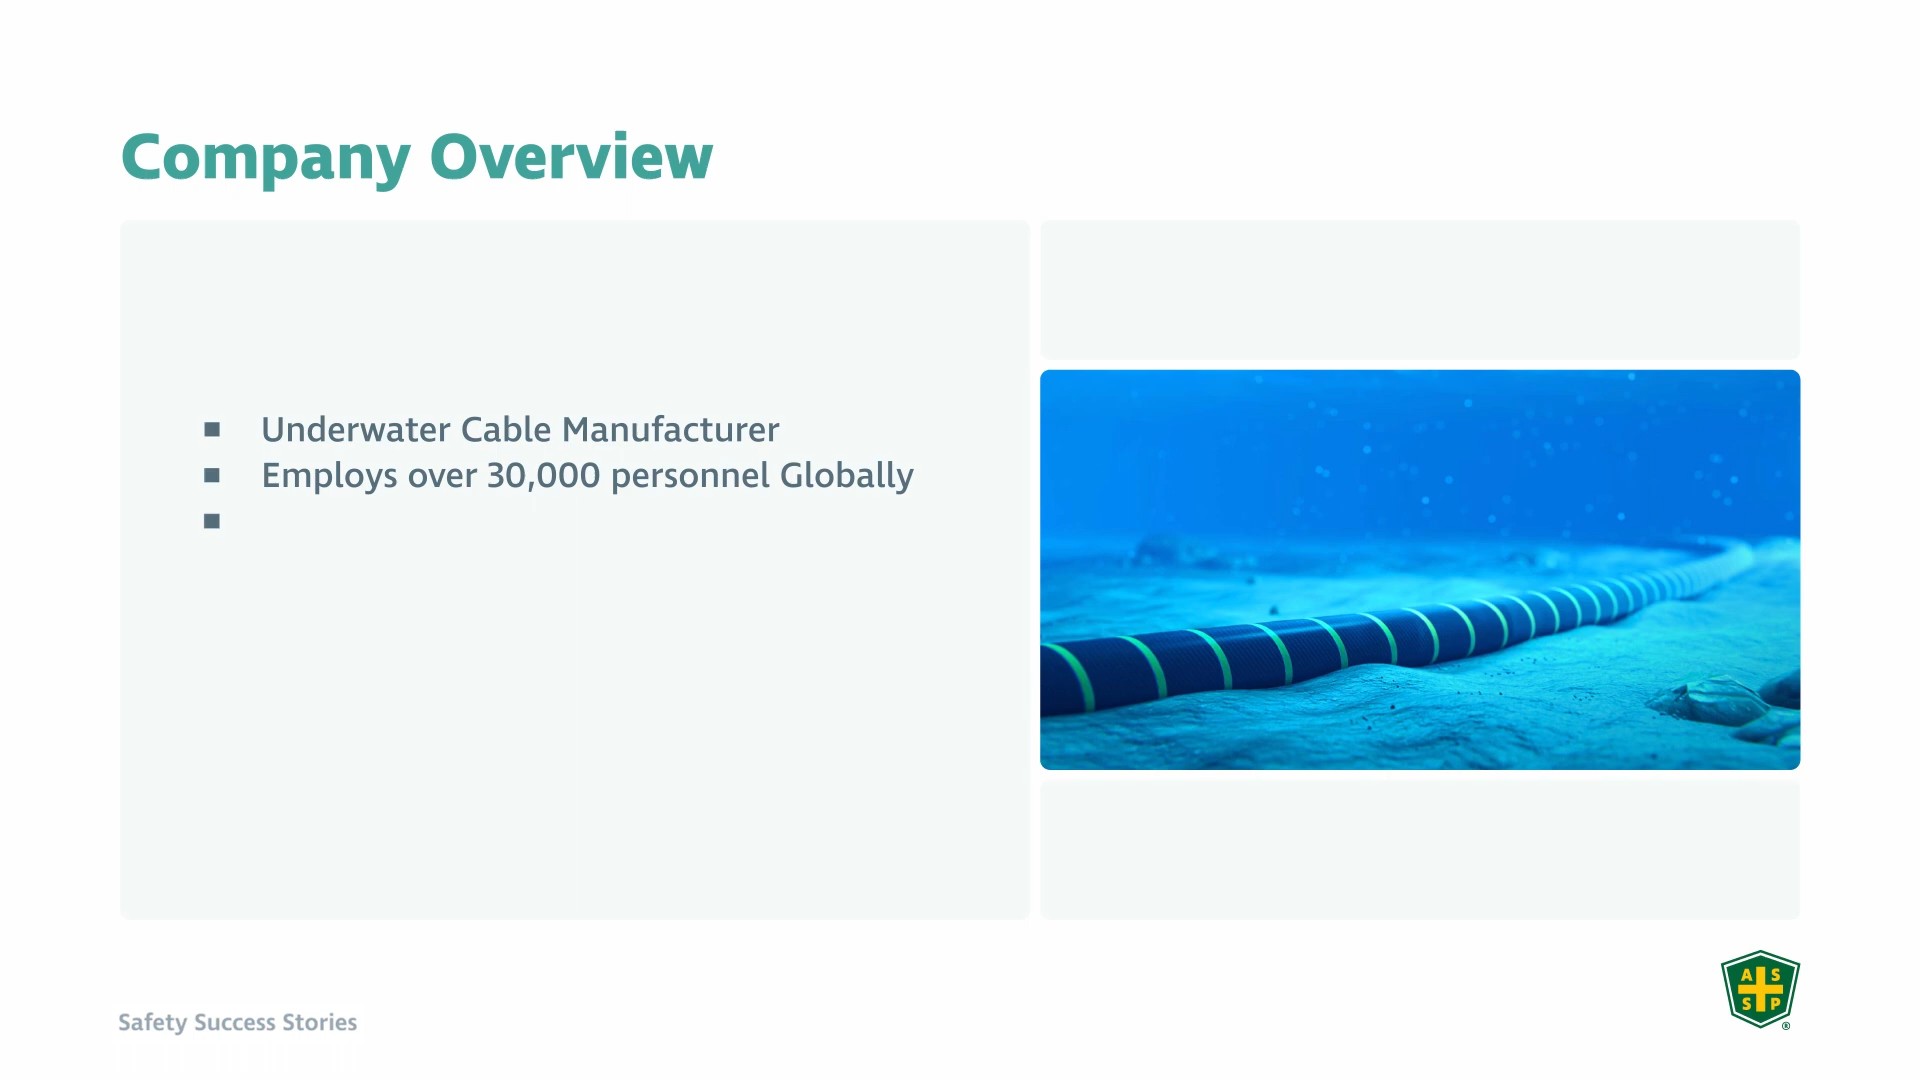 Company Overview
■ Underwater Cable Manufacturer
■ Employs over 30,000 personnel Globally
■
Safety Success Stories
A S
S P
®